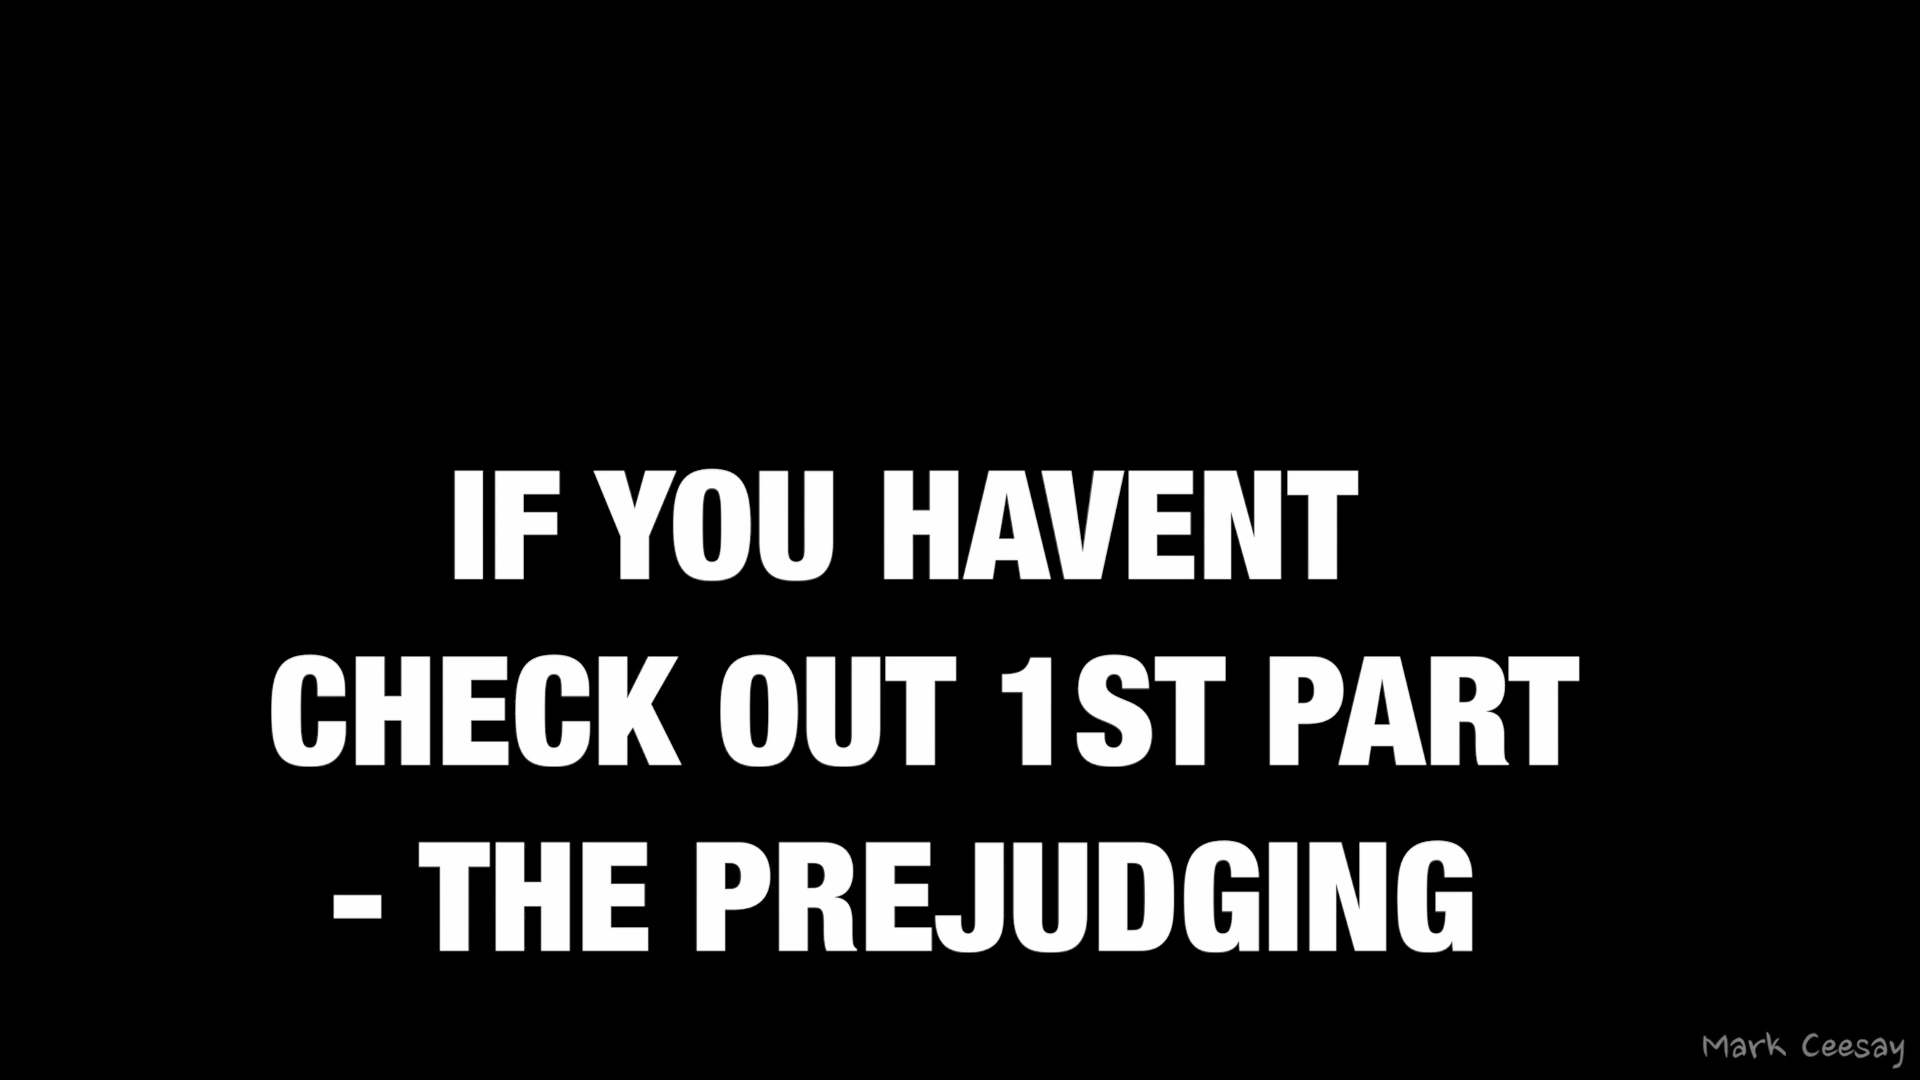 IF YOU HAVENT
CHECK OUT 1ST PART
- THE PREJUDGING
Mark Ceesay